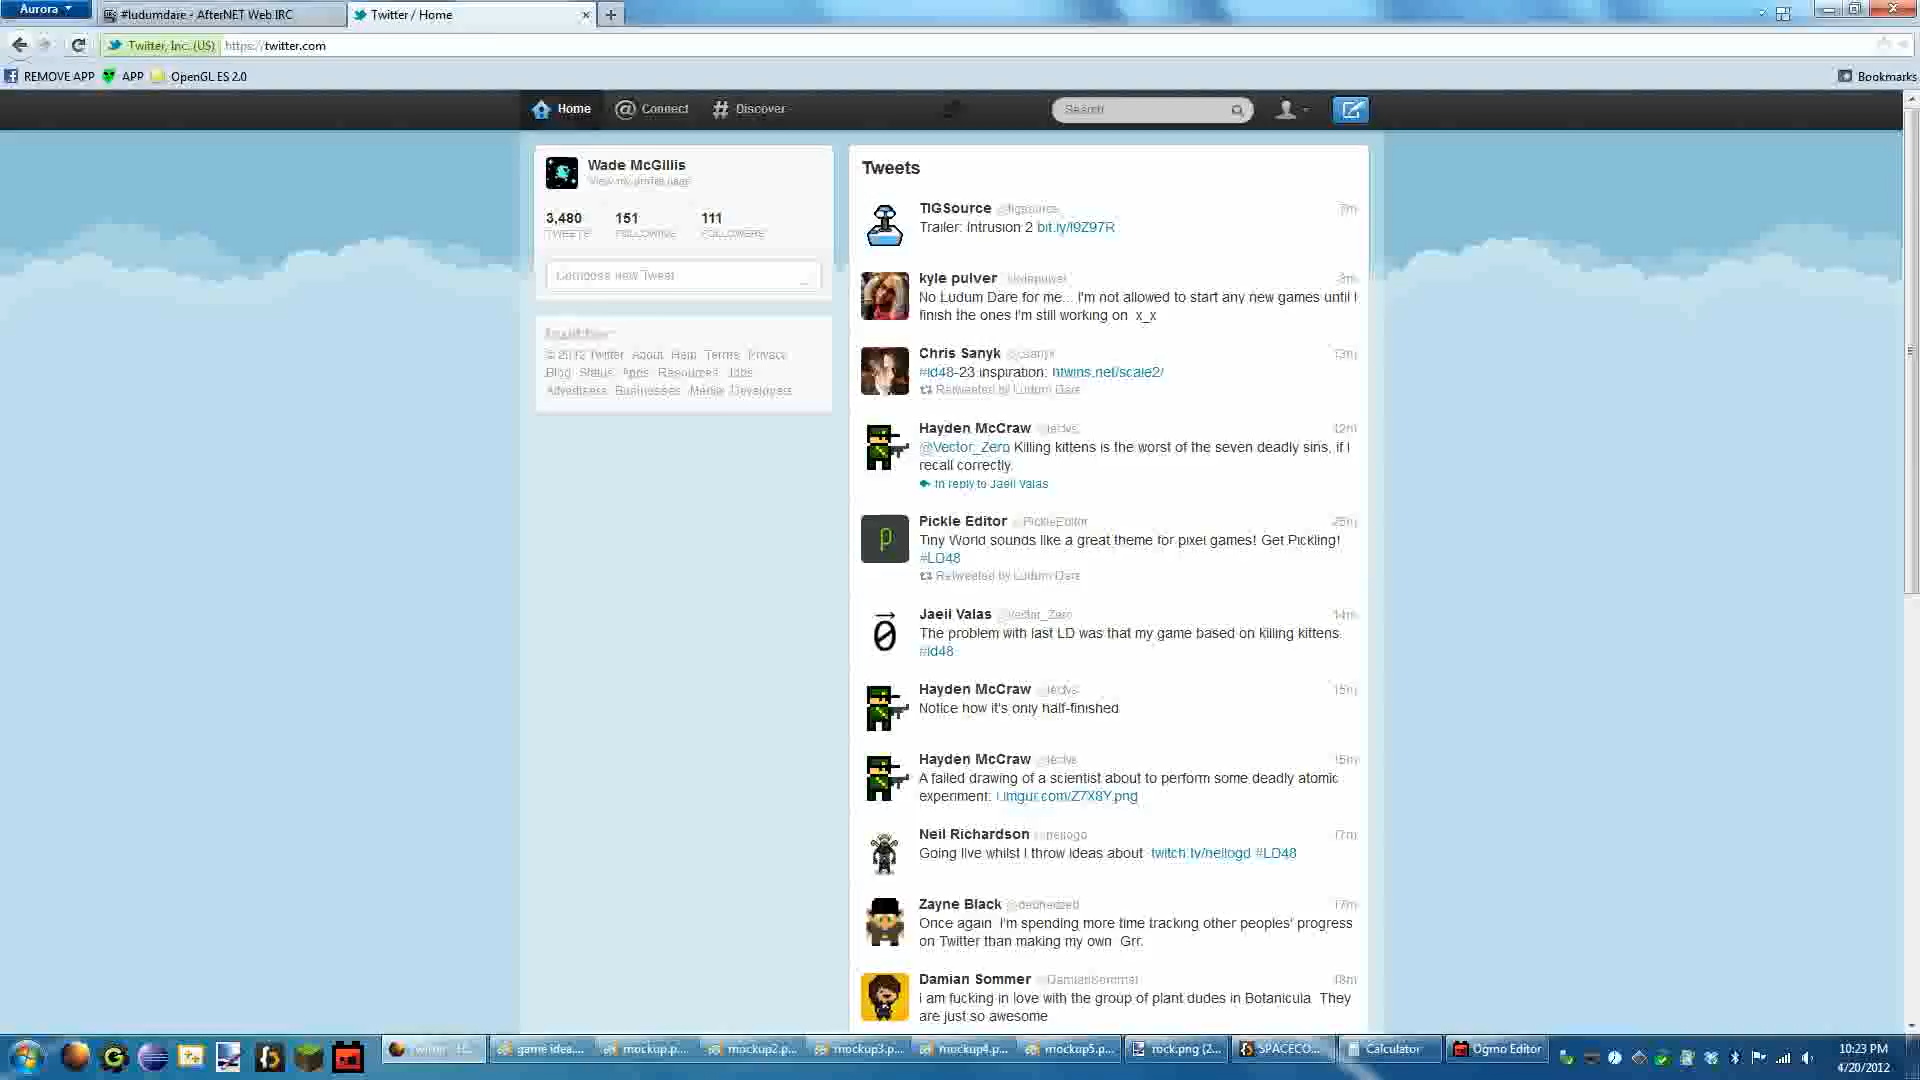 Aurora
#ludumdare - AfterNET Web IRC
Twitter / Home
Twitter, Inc. (US)
https://twitter.com
REMOVE APP
APP
OpenGL ES 2.0
Bookmarks
Home
Connect
Discover
Search
Wade McGillis
View my profile page
3,480
151
111
TWEETS
FOLLOWING
FOLLOWERS
Compose new Tweet
© 2012 Twitter About Help Terms Privacy
Blog Status Apps Resources Jobs
Advertisers Businesses Media Developers
Tweets
TIGSource @tigsource 7m
Trailer: Intrusion 2 bit.ly/I9Z97R
kyle pulver @kylepulver
No Ludum Dare for me... I'm not allowed to start any new games until I
finish the ones I'm still working on x_x
Chris Sanyk @csanyk
#ld48-23 inspiration: htwins.net/scale2/
Retweeted by Ludum Dare
Hayden McCraw 12m
@Vector_Zero Killing kittens is the worst of the seven deadly sins, if I
recall correctly.
In reply to Jaeil Valas
Pickle Editor @PickleEditor 25m
Tiny World sounds like a great theme for pixel games! Get Pickling!
#LD48
Retweeted by Ludum Dare
Jaeil Valas @Vector_Zero 14m
The problem with last LD was that my game based on killing kittens.
#ld48
Hayden McCraw 15m
Notice how it's only half-finished
Hayden McCraw 15m
A failed drawing of a scientist about to perform some deadly atomic
experiment: i.imgur.com/Z7X8Y.png
Neil Richardson 17m
Going live whilst I throw ideas about twitch.tv/nellogd #LD48
Zayne Black 17m
Once again I'm spending more time tracking other peoples' progress
on Twitter than making my own Grr.
Damian Sommer @DamianSommer 18m
i am fucking in love with the group of plant dudes in Botanicula They
are just so awesome
game idea....
mockup.p...
mockup2.p...
mockup3.p...
mockup4.p...
mockup5.p...
rock.png (2...
SPACECO...
Calculator
Ogmo Editor
10:23 PM
4/20/2012